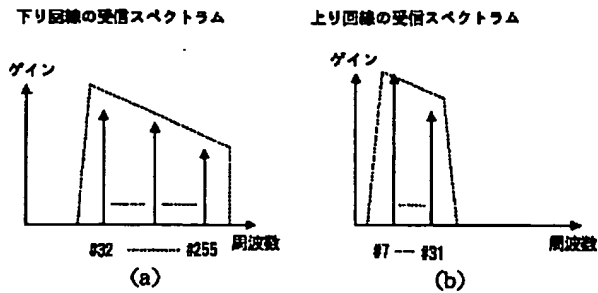 下り回線の受信スペクトラム
ゲイン
#32 ---------- #255
周波数
(a)
上り回線の受信スペクトラム
ゲイン
#7 --- #31
周波数
(b)